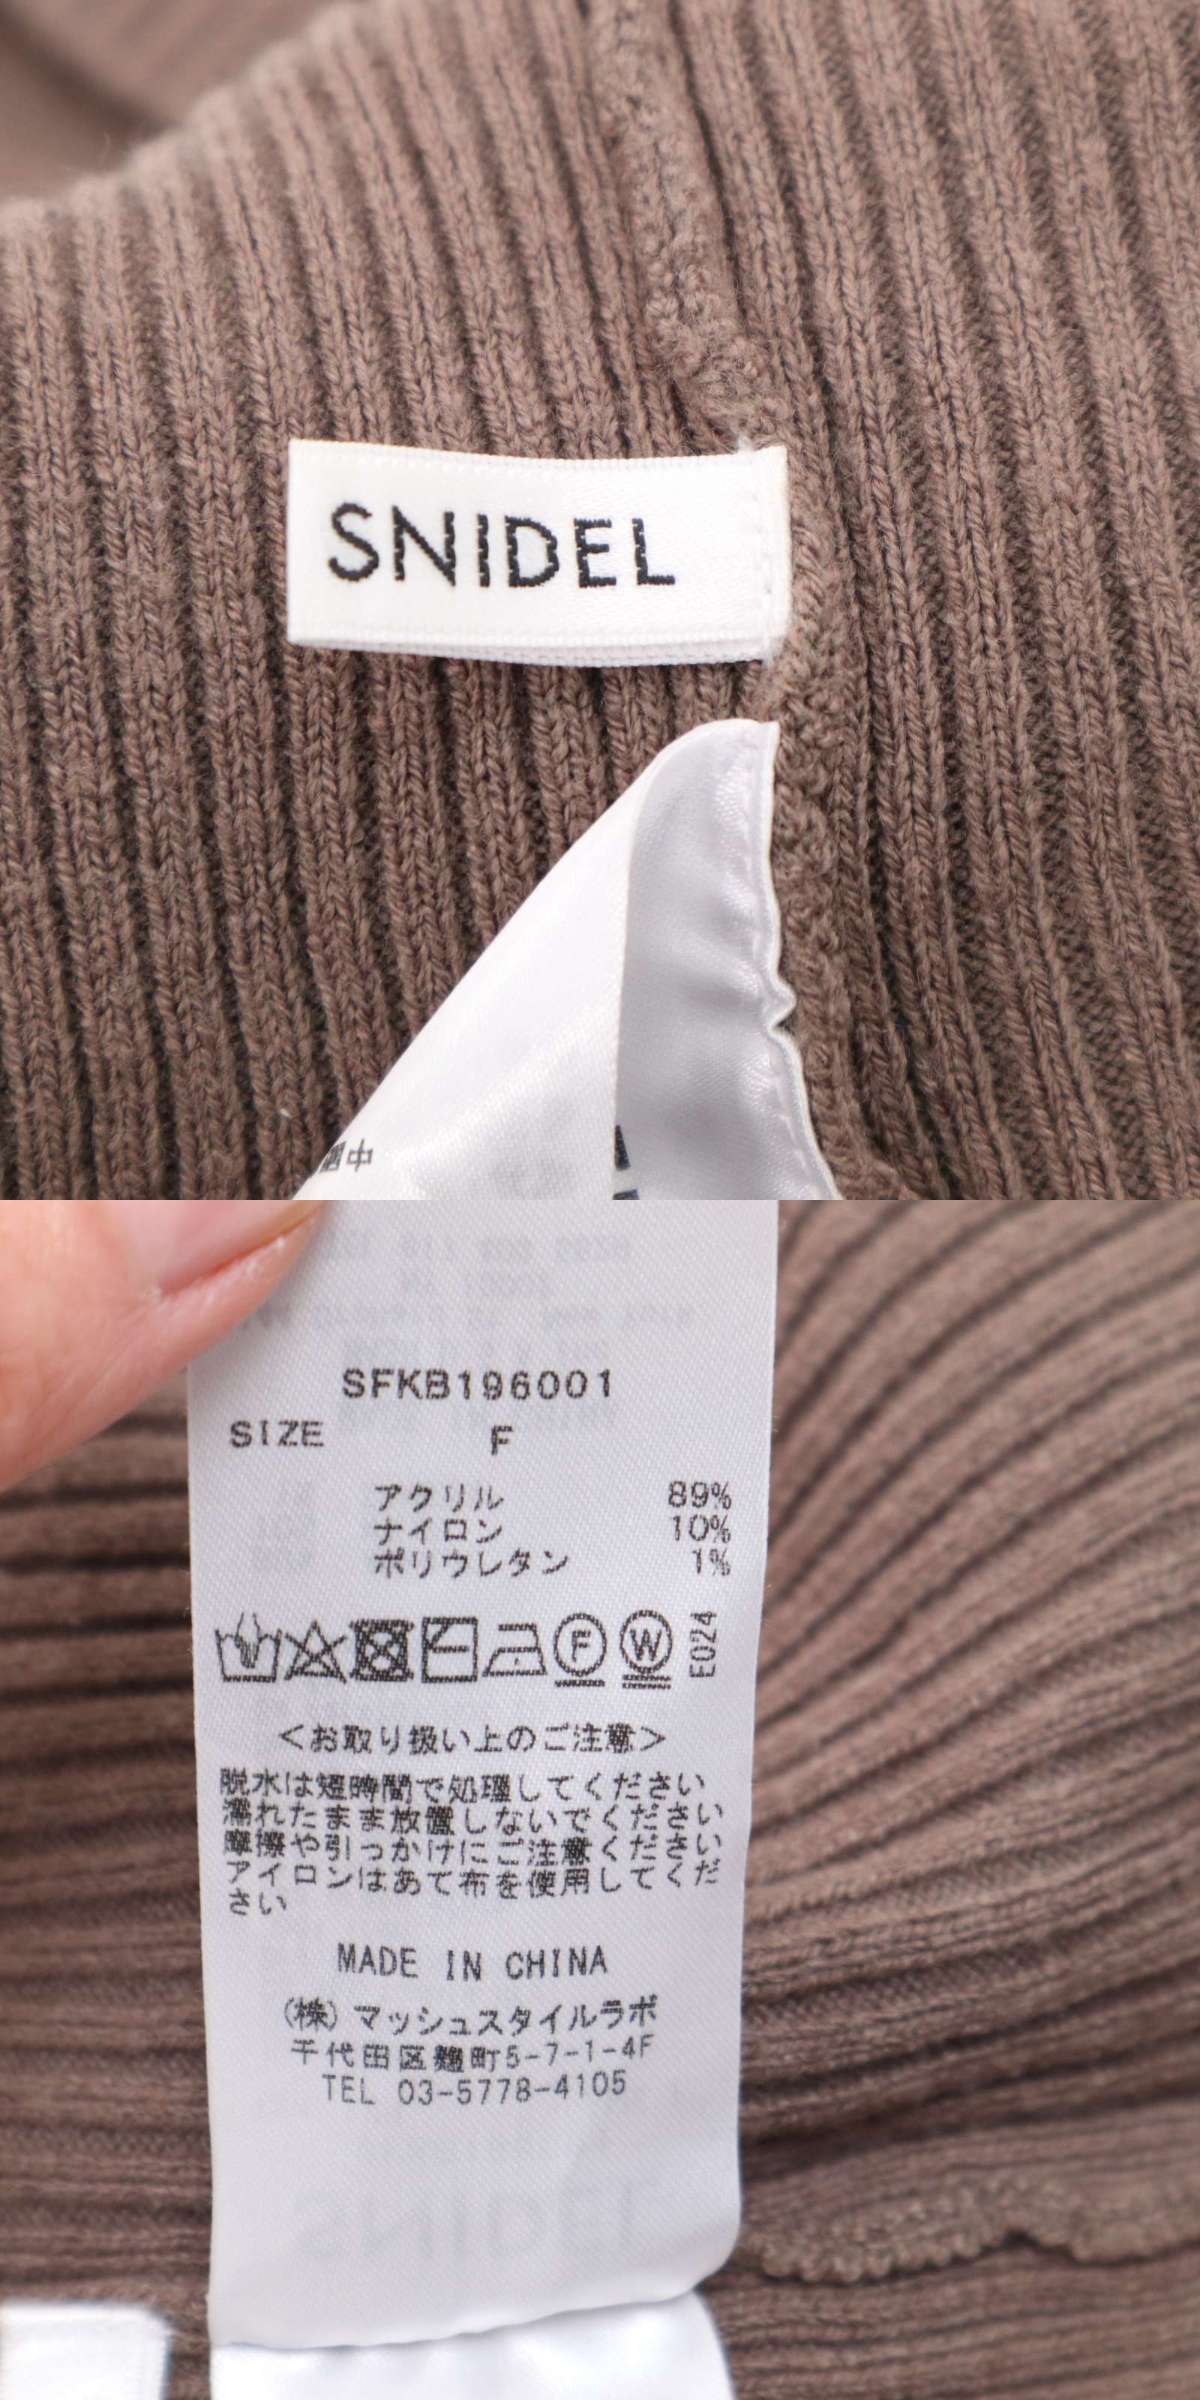 SNIDEL
中
SFKB196001
SIZE F
アクリル 89%
ナイロン 10%
ポリウレタン 1%
F W E024
＜お取り扱い上のご注意＞
脱水は短時間で処理してください
濡れたまま放置しないでください
摩擦や引っかけにご注意ください
アイロンはあて布を使用してくだ
さい
MADE IN CHINA
(株)マッシュスタイルラボ
千代田区麹町5-7-1-4F
TEL 03-5778-4105